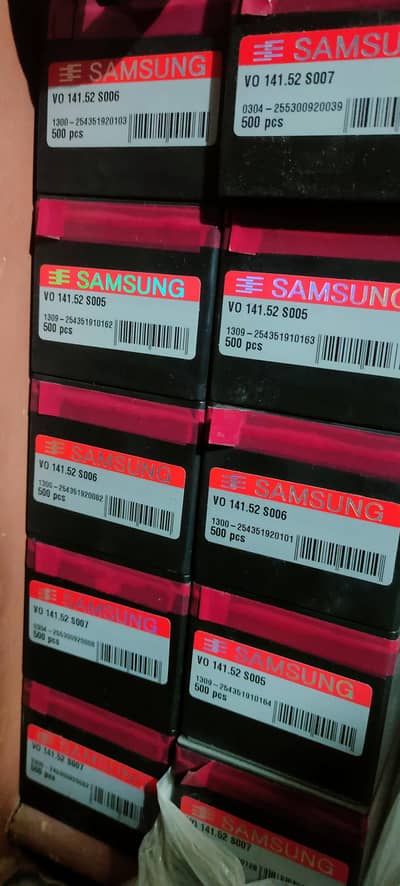 SAMSUNG
VO 141.52 S006
1300-254351920103
500 pcs
SAMSU
VO 141.52 S007
0304-255300920039
500 pcs
SAMSUNG
VO 141.52 S005
1309-254351910162
500 pcs
SAMSUNG
VO 141.52 S005
1309-254351910163
500 pcs
SAMSUNG
VO 141.52 S006
1300-254351920082
500 pcs
SAMSUNG
VO 141.52 S006
1300-254351920101
500 pcs
SAMSUNG
VO 141.52 S007
500 pcs
SAMSUNG
VO 141.52 S005
1309-254351910164
500 pcs
SAMSUNG
VO 141.52 S007
500 pcs
SAMSUNG
VO 141.52 S007